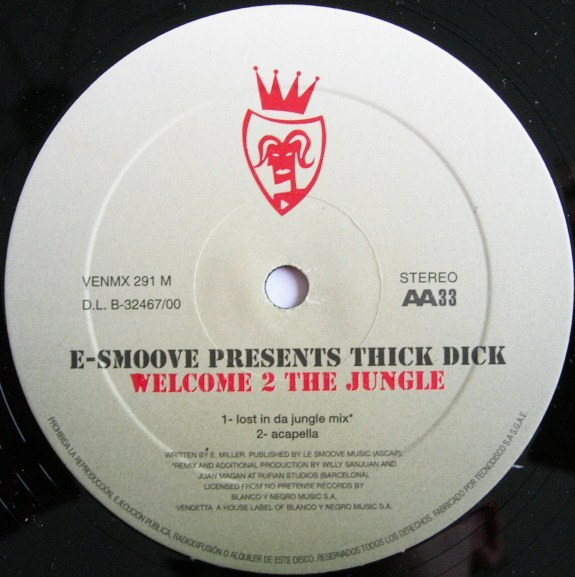 VENMX 291 M
D.L. B-32467/00
STEREO
AA33
E-SMOOVE PRESENTS THICK DICK
WELCOME 2 THE JUNGLE
1- lost in da jungle mix*
2- acapella
WRITTEN BY E. MILLER. PUBLISHED BY LE SMOOVE MUSIC (ASCAP).
*REMIX AND ADDITIONAL PRODUCTION BY WILLY SANJUAN AND
JUAN MAGAN AT RUFIAN STUDIOS (BARCELONA).
LICENSED FROM NO PRETENSE RECORDS BY
BLANCO Y NEGRO MUSIC S.A.
VENDETTA A HOUSE LABEL OF BLANCO Y NEGRO MUSIC S.A.
PROHIBIDA LA REPRODUCCIÓN, EJECUCIÓN PÚBLICA, RADIODIFUSIÓN O ALQUILER DE ESTE DISCO. RESERVADOS TODOS LOS DERECHOS. FABRICADO POR TECNODISCO S.A. S.G.A.E.